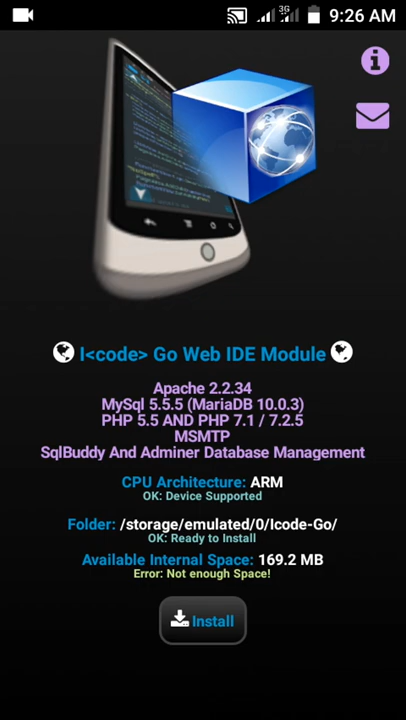 3G
9:26 AM
I<code> Go Web IDE Module
Apache 2.2.34
MySql 5.5.5 (MariaDB 10.0.3)
PHP 5.5 AND PHP 7.1 / 7.2.5
MSMTP
SqlBuddy And Adminer Database Management
CPU Architecture: ARM
OK: Device Supported
Folder: /storage/emulated/0/Icode-Go/
OK: Ready to Install
Available Internal Space: 169.2 MB
Error: Not enough Space!
Install